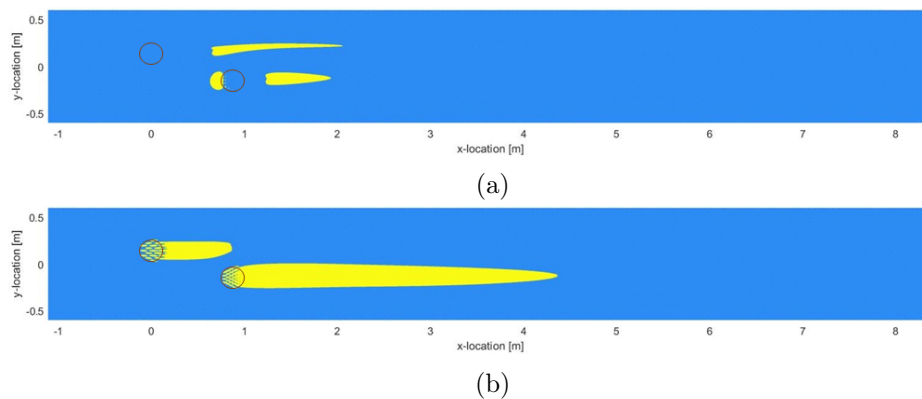 0.5
0
-0.5
y-location [m]
-1 0 1 2 3 4 5 6 7 8
x-location [m]
(a)
0.5
0
-0.5
y-location [m]
-1 0 1 2 3 4 5 6 7 8
x-location [m]
(b)